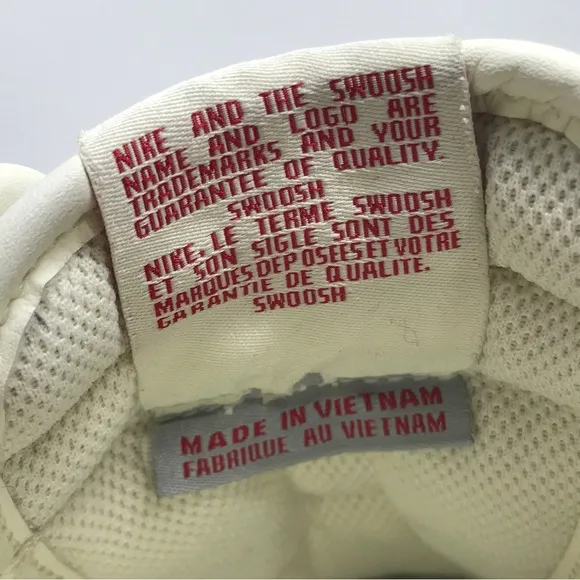 NIKE AND THE SWOOSH
NAME AND LOGO ARE
TRADEMARKS AND YOUR
GUARANTEE OF QUALITY.
SWOOSH
NIKE, LE TERME SWOOSH
ET SON SIGLE SONT DES
MARQUES DEPOSEES ET VOTRE
GARANTIE DE QUALITE.
SWOOSH
MADE IN VIETNAM
FABRIQUE AU VIETNAM